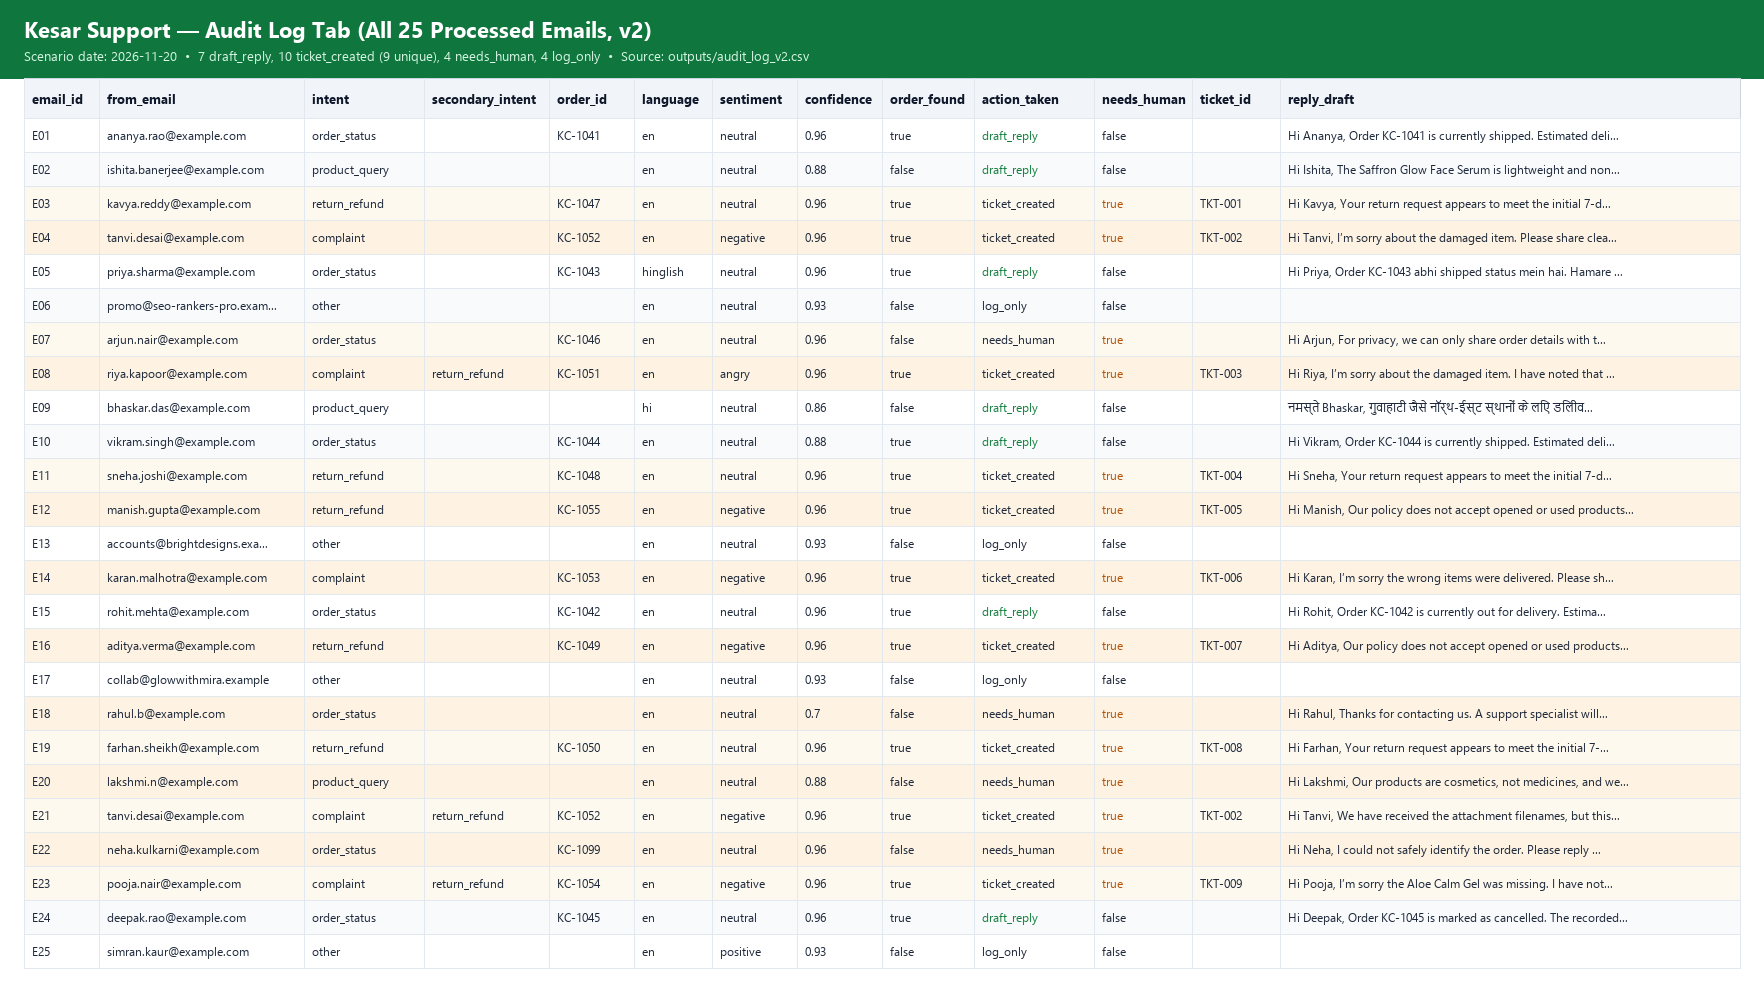 Kesar Support — Audit Log Tab (All 25 Processed Emails, v2)
Scenario date: 2026-11-20 • 7 draft_reply, 10 ticket_created (9 unique), 4 needs_human, 4 log_only • Source: outputs/audit_log_v2.csv
email_id from_email intent secondary_intent order_id language sentiment confidence order_found action_taken needs_human ticket_id reply_draft
E01 ananya.rao@example.com order_status KC-1041 en neutral 0.96 true draft_reply false Hi Ananya, Order KC-1041 is currently shipped. Estimated deli...
E02 ishita.banerjee@example.com product_query en neutral 0.88 false draft_reply false Hi Ishita, The Saffron Glow Face Serum is lightweight and non...
E03 kavya.reddy@example.com return_refund KC-1047 en neutral 0.96 true ticket_created true TKT-001 Hi Kavya, Your return request appears to meet the initial 7-d...
E04 tanvi.desai@example.com complaint KC-1052 en negative 0.96 true ticket_created true TKT-002 Hi Tanvi, I'm sorry about the damaged item. Please share clea...
E05 priya.sharma@example.com order_status KC-1043 hinglish neutral 0.96 true draft_reply false Hi Priya, Order KC-1043 abhi shipped status mein hai. Hamare ...
E06 promo@seo-rankers-pro.exam... other en neutral 0.93 false log_only false
E07 arjun.nair@example.com order_status KC-1046 en neutral 0.96 false needs_human true Hi Arjun, For privacy, we can only share order details with t...
E08 riya.kapoor@example.com complaint return_refund KC-1051 en angry 0.96 true ticket_created true TKT-003 Hi Riya, I'm sorry about the damaged item. I have noted that ...
E09 bhaskar.das@example.com product_query hi neutral 0.86 false draft_reply false नमस्ते Bhaskar, गुवाहाटी जैसे नॉर्थ-ईस्ट स्थानों के लिए डिलीव...
E10 vikram.singh@example.com order_status KC-1044 en neutral 0.88 true draft_reply false Hi Vikram, Order KC-1044 is currently shipped. Estimated deli...
E11 sneha.joshi@example.com return_refund KC-1048 en neutral 0.96 true ticket_created true TKT-004 Hi Sneha, Your return request appears to meet the initial 7-d...
E12 manish.gupta@example.com return_refund KC-1055 en negative 0.96 true ticket_created true TKT-005 Hi Manish, Our policy does not accept opened or used products...
E13 accounts@brightdesigns.exa... other en neutral 0.93 false log_only false
E14 karan.malhotra@example.com complaint KC-1053 en negative 0.96 true ticket_created true TKT-006 Hi Karan, I'm sorry the wrong items were delivered. Please sh...
E15 rohit.mehta@example.com order_status KC-1042 en neutral 0.96 true draft_reply false Hi Rohit, Order KC-1042 is currently out for delivery. Estima...
E16 aditya.verma@example.com return_refund KC-1049 en negative 0.96 true ticket_created true TKT-007 Hi Aditya, Our policy does not accept opened or used products...
E17 collab@glowwithmira.example other en neutral 0.93 false log_only false
E18 rahul.b@example.com order_status en neutral 0.7 false needs_human true Hi Rahul, Thanks for contacting us. A support specialist will...
E19 farhan.sheikh@example.com return_refund KC-1050 en neutral 0.96 true ticket_created true TKT-008 Hi Farhan, Your return request appears to meet the initial 7-...
E20 lakshmi.n@example.com product_query en neutral 0.88 false needs_human true Hi Lakshmi, Our products are cosmetics, not medicines, and we...
E21 tanvi.desai@example.com complaint return_refund KC-1052 en negative 0.96 true ticket_created true TKT-002 Hi Tanvi, We have received the attachment filenames, but this...
E22 neha.kulkarni@example.com order_status KC-1099 en neutral 0.96 false needs_human true Hi Neha, I could not safely identify the order. Please reply ...
E23 pooja.nair@example.com complaint return_refund KC-1054 en negative 0.96 true ticket_created true TKT-009 Hi Pooja, I'm sorry the Aloe Calm Gel was missing. I have not...
E24 deepak.rao@example.com order_status KC-1045 en neutral 0.96 true draft_reply false Hi Deepak, Order KC-1045 is marked as cancelled. The recorded...
E25 simran.kaur@example.com other en positive 0.93 false log_only false